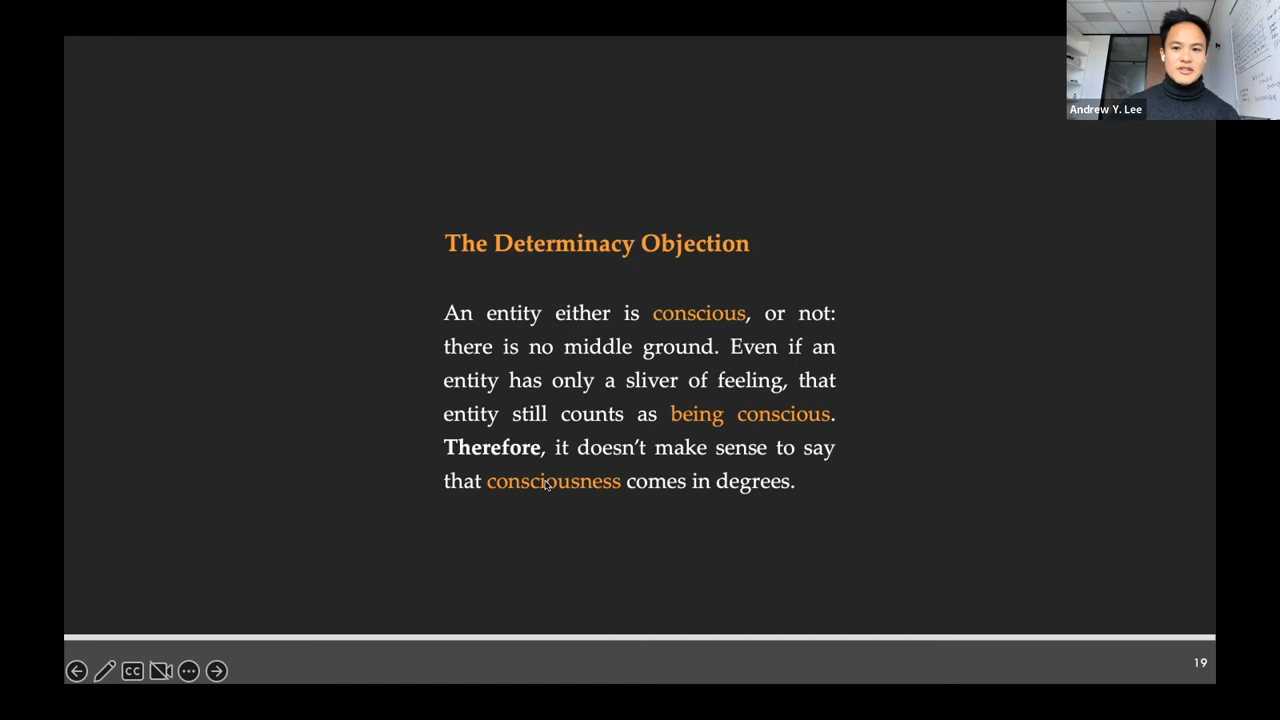 Andrew Y. Lee
The Determinacy Objection
An entity either is conscious, or not:
there is no middle ground. Even if an
entity has only a sliver of feeling, that
entity still counts as being conscious.
Therefore, it doesn’t make sense to say
that consciousness comes in degrees.
CC
19